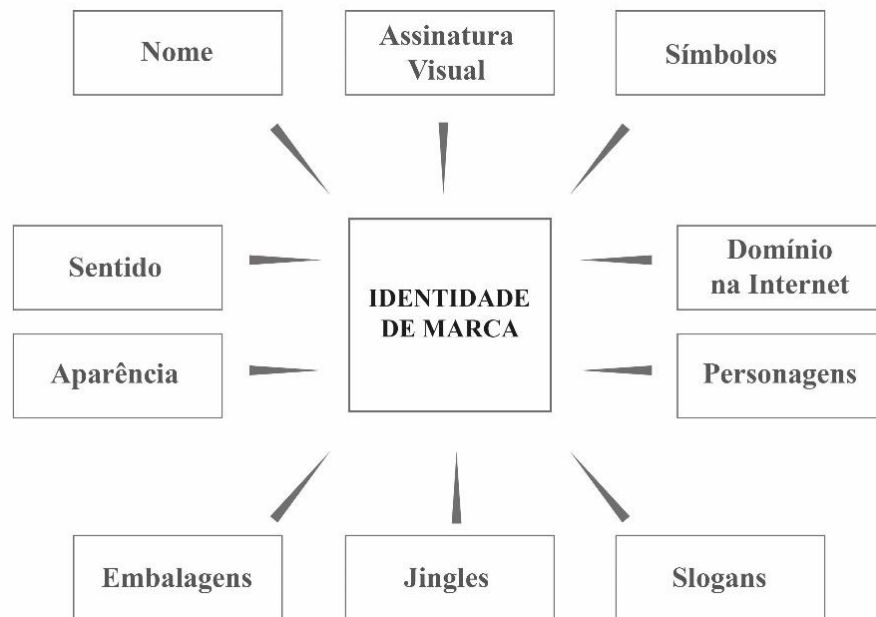 Nome
Assinatura
Visual
Símbolos
Sentido
Domínio
na Internet
IDENTIDADE
DE MARCA
Aparência
Personagens
Embalagens
Jingles
Slogans